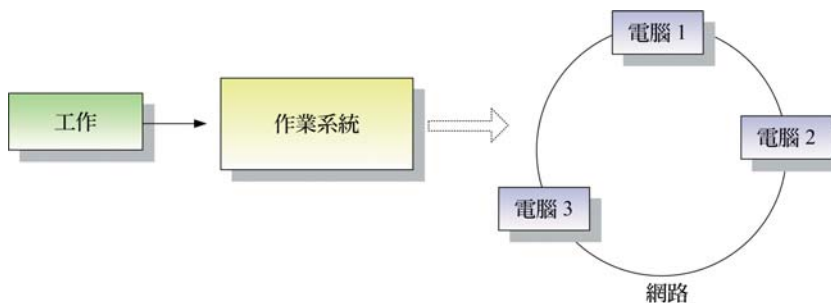 工作
作業系統
電腦 1
電腦 2
電腦 3
網路